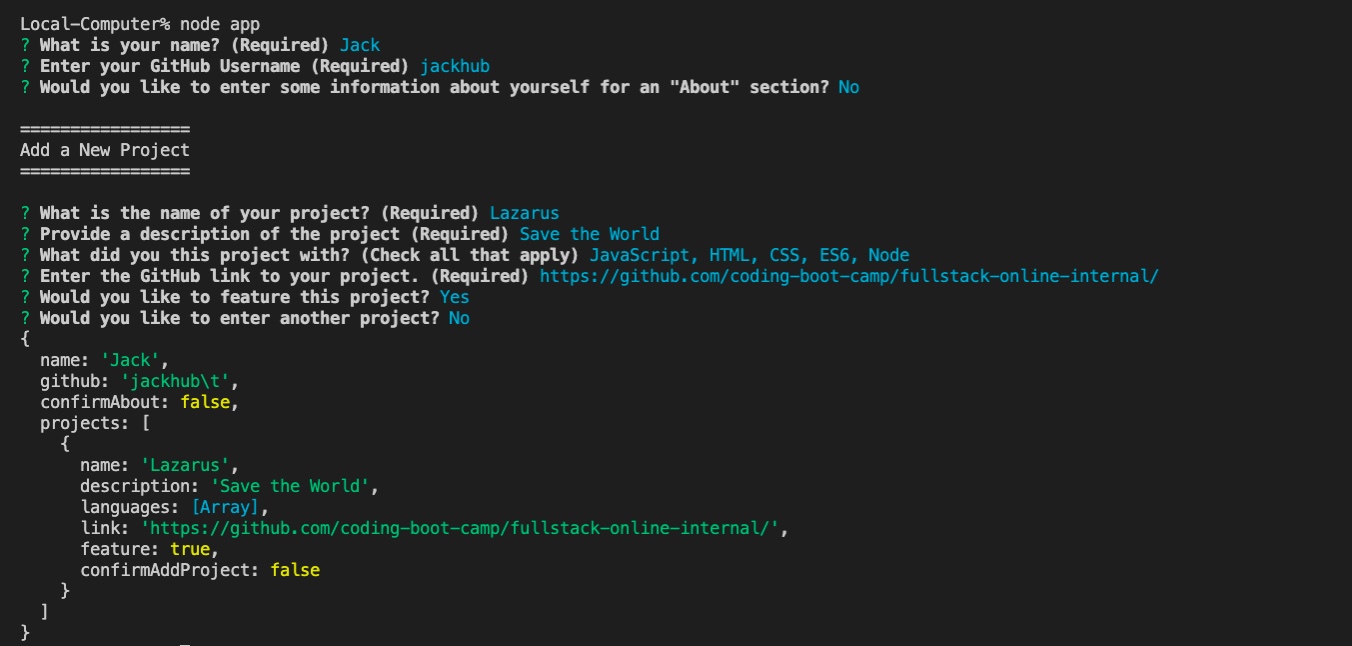 Local-Computer% node app
? What is your name? (Required) Jack
? Enter your GitHub Username (Required) jackhub
? Would you like to enter some information about yourself for an "About" section? No
=================
Add a New Project
=================
? What is the name of your project? (Required) Lazarus
? Provide a description of the project (Required) Save the World
? What did you this project with? (Check all that apply) JavaScript, HTML, CSS, ES6, Node
? Enter the GitHub link to your project. (Required) https://github.com/coding-boot-camp/fullstack-online-internal/
? Would you like to feature this project? Yes
? Would you like to enter another project? No
{
  name: 'Jack',
  github: 'jackhub\t',
  confirmAbout: false,
  projects: [
    {
      name: 'Lazarus',
      description: 'Save the World',
      languages: [Array],
      link: 'https://github.com/coding-boot-camp/fullstack-online-internal/',
      feature: true,
      confirmAddProject: false
    }
  ]
}